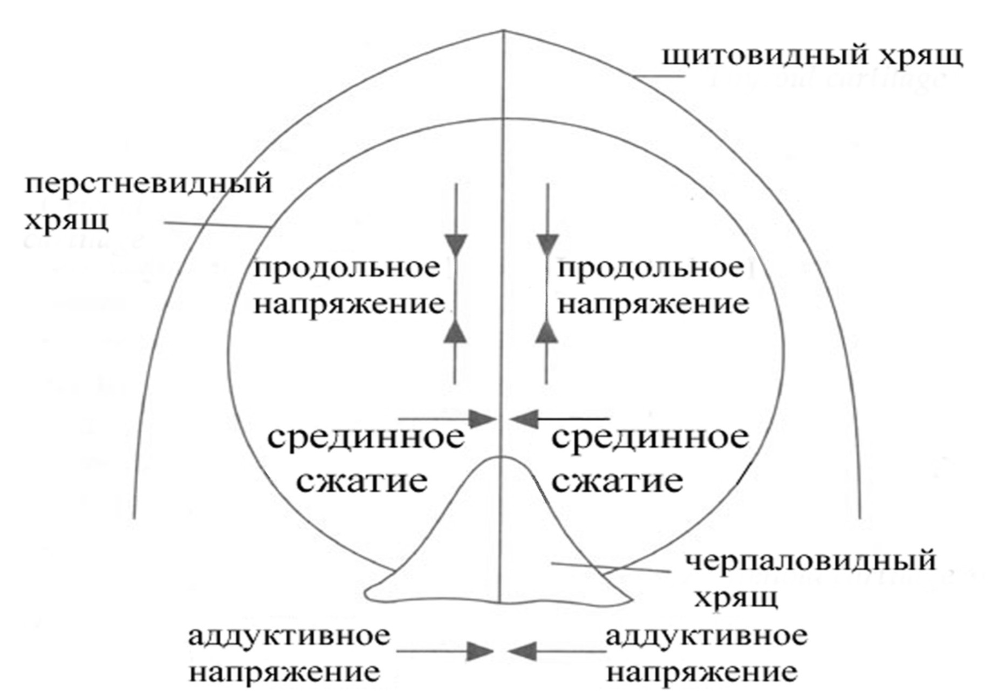 щитовидный хрящ
перстневидный
хрящ
продольное
напряжение
продольное
напряжение
срединное
сжатие
срединное
сжатие
черпаловидный
хрящ
аддуктивное
напряжение
аддуктивное
напряжение